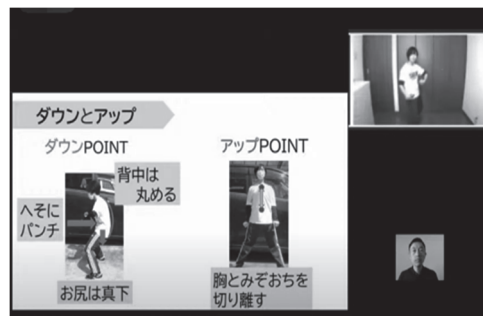 ダウンとアップ
ダウンPOINT
背中は
丸める
へそに
パンチ
お尻は真下
アップPOINT
胸とみぞおちを
切り離す